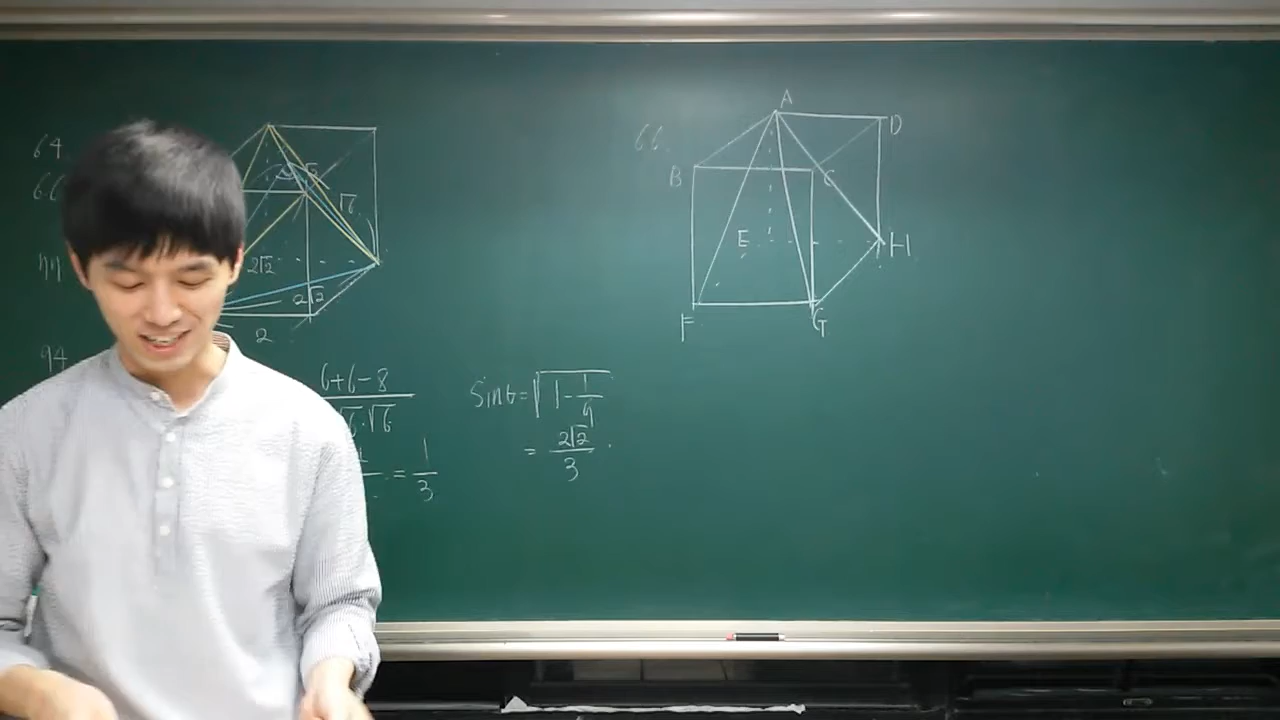 64
66
77
94
√6
2√2
2√2
2
6+6-8
√6·√6
= 1/3
sinθ = √(1 - 1/9)
= 2√2/3
66.
A
D
B
C
E
H
F
G